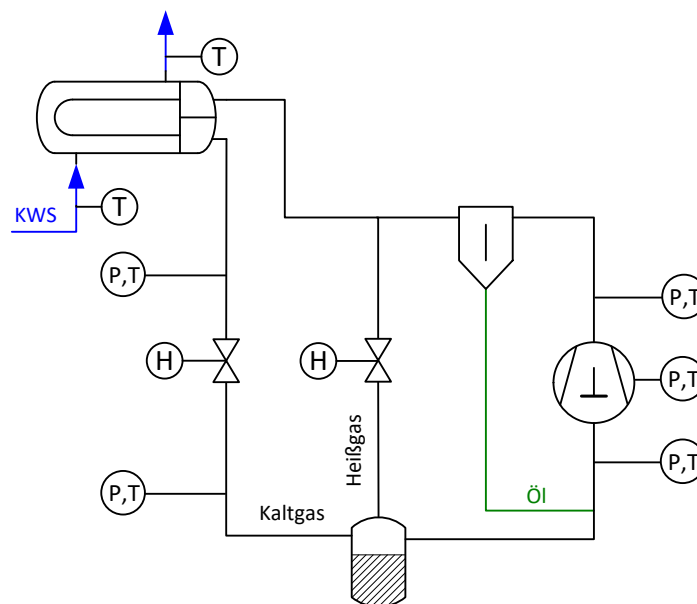 T
T
KWS
P,T
P,T
H
H
P,T
P,T
Heißgas
P,T
P,T
Öl
Kaltgas